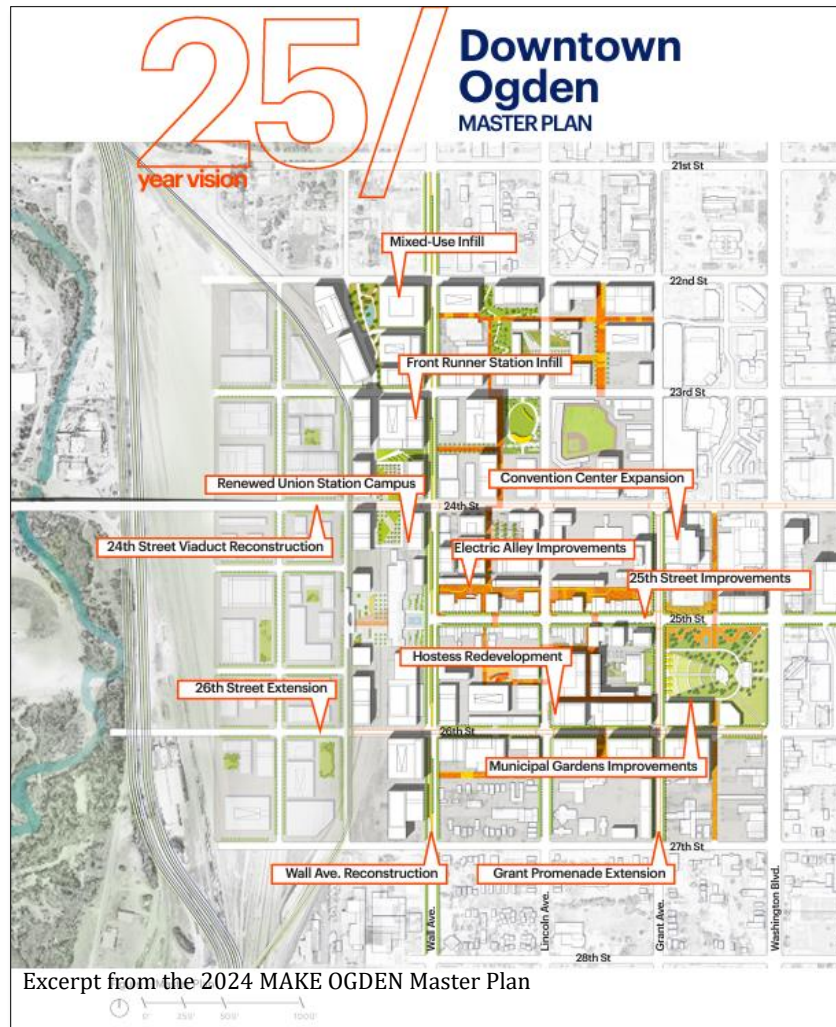 25/
year vision
Downtown
Ogden
MASTER PLAN
21st St
Mixed-Use Infill
22nd St
Front Runner Station Infill
23rd St
Renewed Union Station Campus
Convention Center Expansion
24th St
24th Street Viaduct Reconstruction
Electric Alley Improvements
25th Street Improvements
25th St
Hostess Redevelopment
26th Street Extension
26th St
Municipal Gardens Improvements
27th St
Wall Ave. Reconstruction
Grant Promenade Extension
Wall Ave.
Lincoln Ave.
Grant Ave.
Washington Blvd.
28th St
Excerpt from the 2024 MAKE OGDEN Master Plan
0' 250' 500' 1000'